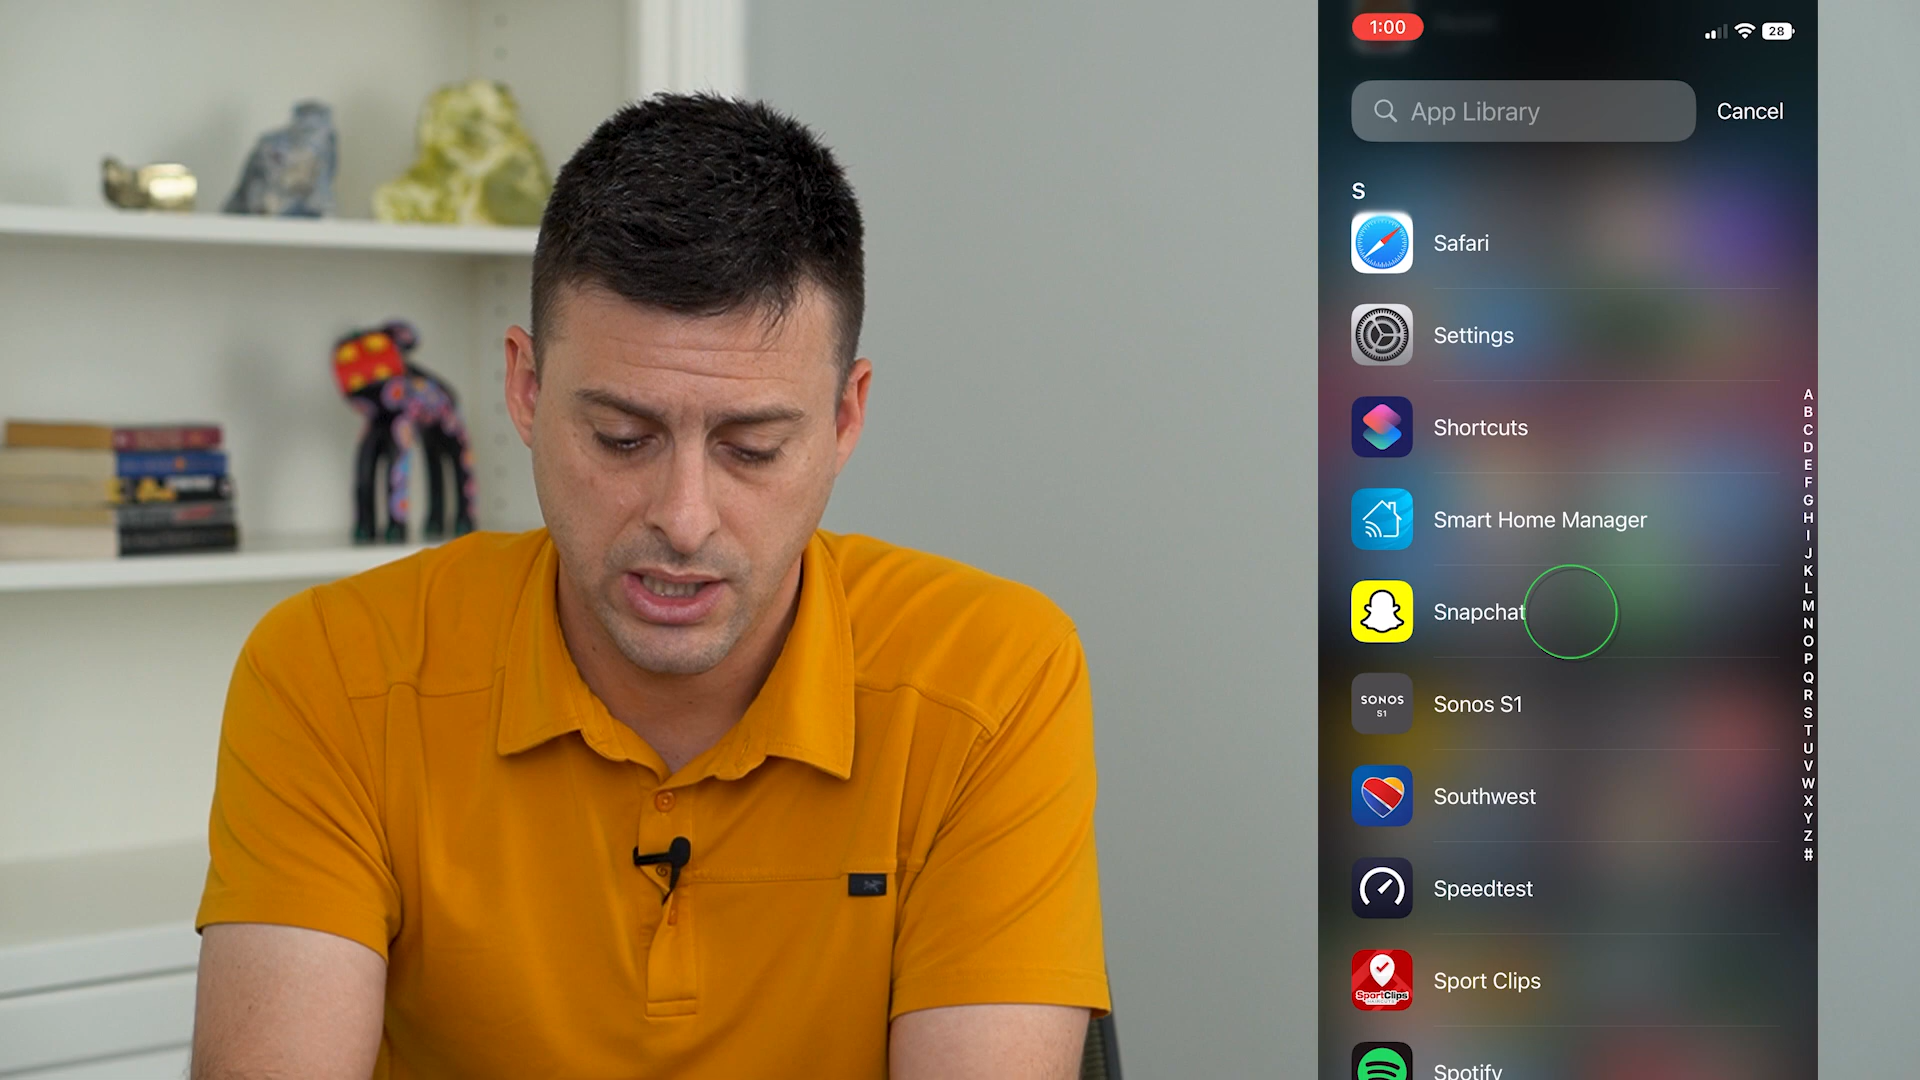 1:00
28
App Library
Cancel
S
Safari
Settings
Shortcuts
Smart Home Manager
Snapchat
SONOS
S1
Sonos S1
Southwest
Speedtest
SportClips
HAIRCUTS
Sport Clips
Spotify
A
B
C
D
E
F
G
H
I
J
K
L
M
N
O
P
Q
R
S
T
U
V
W
X
Y
Z
#